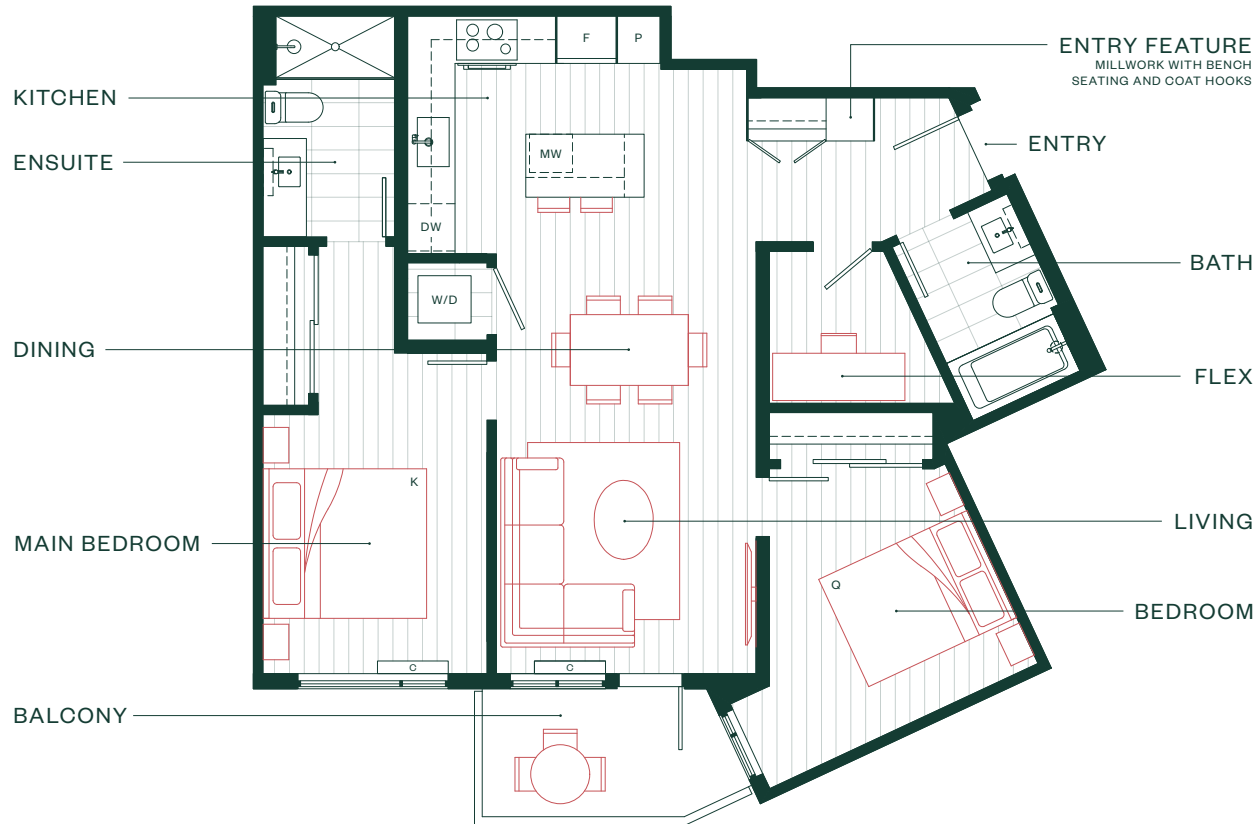 F
P
ENTRY FEATURE
MILLWORK WITH BENCH
SEATING AND COAT HOOKS
KITCHEN
ENTRY
MW
ENSUITE
DW
BATH
W/D
DINING
FLEX
K
LIVING
MAIN BEDROOM
Q
BEDROOM
C
C
BALCONY